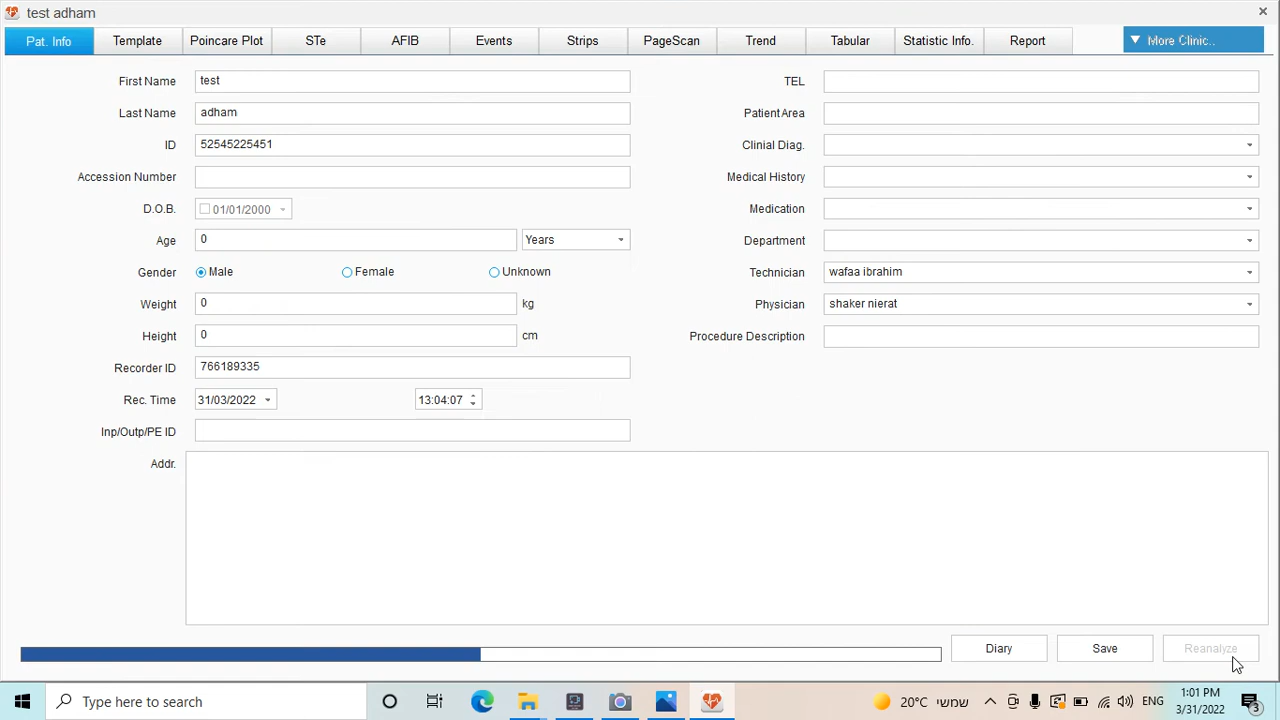 test adham
Pat. Info Template Poincare Plot STe AFIB Events Strips PageScan Trend Tabular Statistic Info. Report More Clinic..
First Name test TEL
Last Name adham Patient Area
ID 52545225451 Clinial Diag.
Accession Number Medical History
D.O.B. 01/01/2000 Medication
Age 0 Years Department
Gender Male Female Unknown Technician wafaa ibrahim
Weight 0 kg Physician shaker nierat
Height 0 cm Procedure Description
Recorder ID 766189335
Rec. Time 31/03/2022 13:04:07
Inp/Outp/PE ID
Addr.
Diary Save Reanalyze
Type here to search 20°C שמשי ENG 1:01 PM
3/31/2022 3